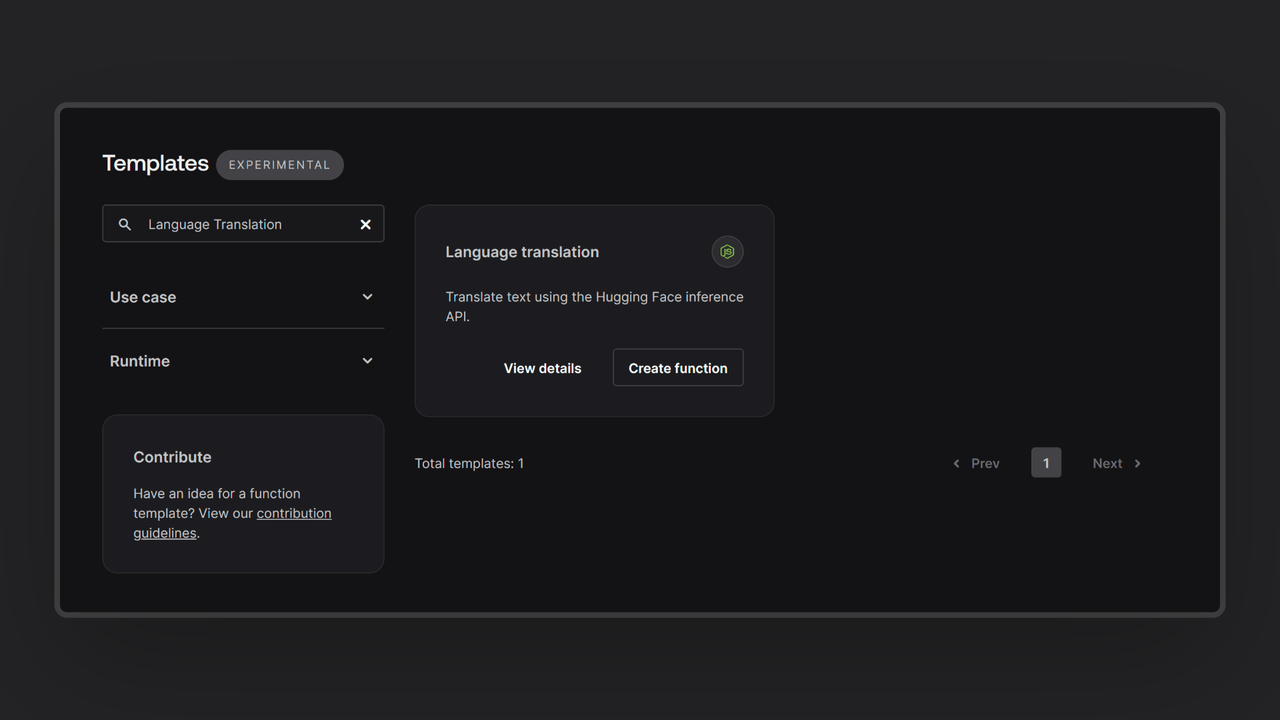 Templates EXPERIMENTAL
Language Translation
Use case
Runtime
Contribute
Have an idea for a function
template? View our contribution
guidelines.
Language translation
JS
Translate text using the Hugging Face inference
API.
View details
Create function
Total templates: 1
Prev
1
Next